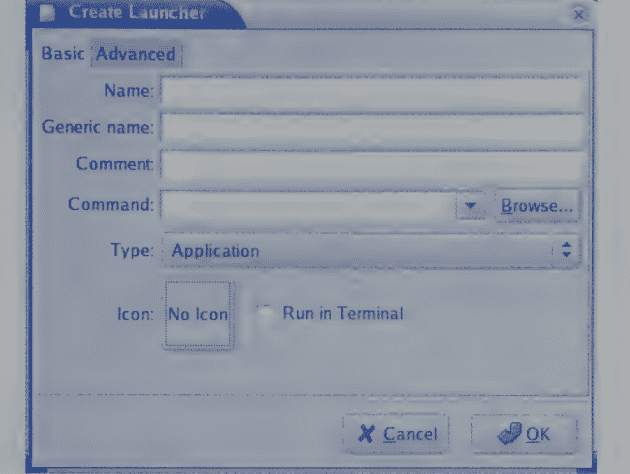 Create Launcher
Basic Advanced
Name:
Generic name:
Comment:
Command: Browse...
Type: Application
Icon: No Icon Run in Terminal
Cancel OK